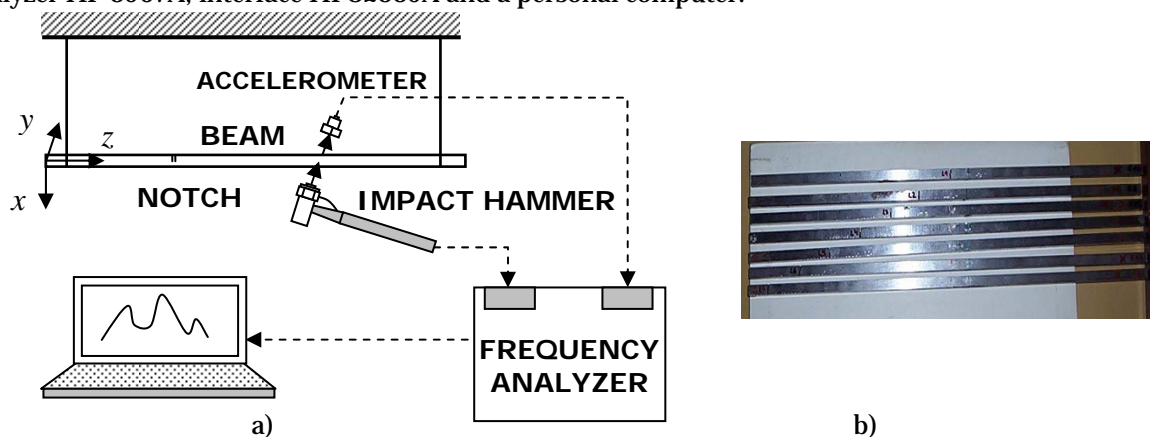 ACCELEROMETER
y
z
BEAM
x
NOTCH
IMPACT HAMMER
FREQUENCY
ANALYZER
a)
b)